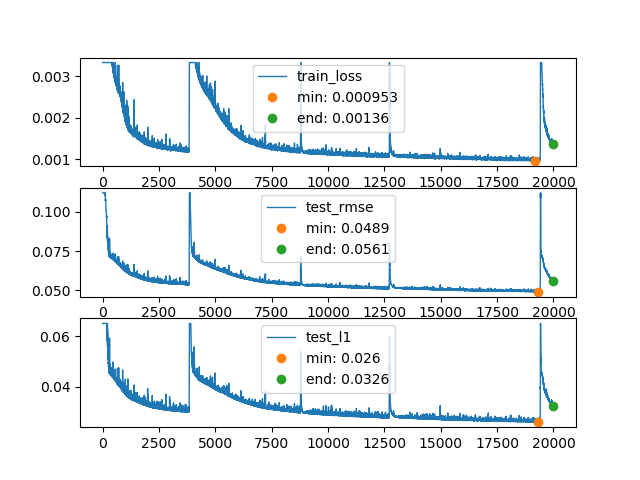 train_loss
min: 0.000953
end: 0.00136
0.003
0.002
0.001
0 2500 5000 7500 10000 12500 15000 17500 20000
test_rmse
min: 0.0489
end: 0.0561
0.100
0.075
0.050
0 2500 5000 7500 10000 12500 15000 17500 20000
test_l1
min: 0.026
end: 0.0326
0.06
0.04
0 2500 5000 7500 10000 12500 15000 17500 20000